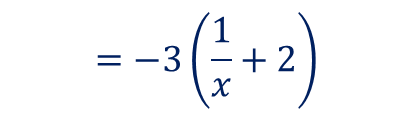 = −3(1/x + 2)